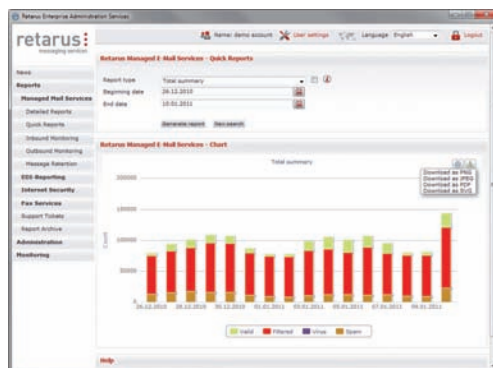 Retarus Enterprise Administration Services
retarus:
messaging services
Name: demo account
User settings
Language English
Logout
News
Reports
Managed Mail Services
Detailed Reports
Quick Reports
Inbound Monitoring
Outbound Monitoring
Message Retention
EES Reporting
Internet Security
Fax Services
Support Tickets
Report Archive
Administration
Monitoring
Retarus Managed E-Mail Services - Quick Reports
Report type
Total summary
Beginning date
26.12.2010
End date
10.01.2011
Generate report
New search
Retarus Managed E-Mail Services - Chart
Total summary
Download as PNG
Download as JPEG
Download as PDF
Download as SVG
Count
200000
150000
100000
50000
0
26.12.2010
28.12.2010
30.12.2010
01.01.2011
03.01.2011
05.01.2011
07.01.2011
09.01.2011
Valid
Filtered
Virus
Spam
Help